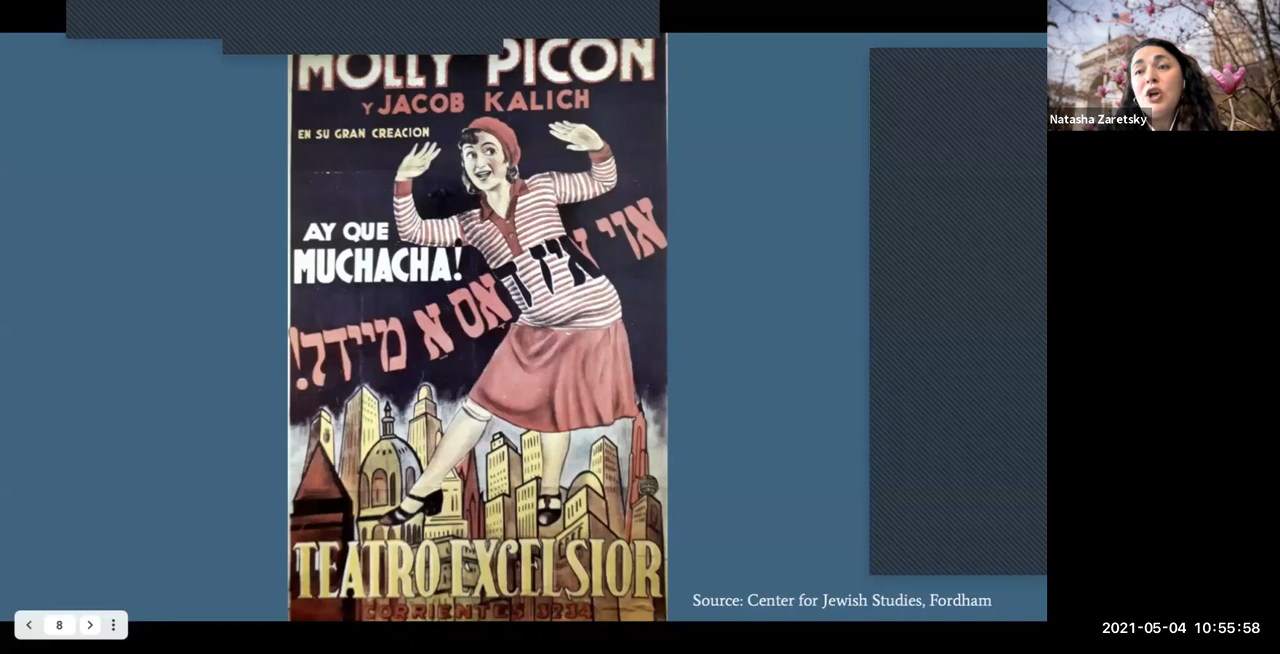 MOLLY PICON
Y JACOB KALICH
EN SU GRAN CREACION
AY QUE
MUCHACHA!
אוי איז דאס א מיידל!
TEATRO EXCELSIOR
CORRIENTES 3234
Source: Center for Jewish Studies, Fordham
Natasha Zaretsky
8
2021-05-04 10:55:58